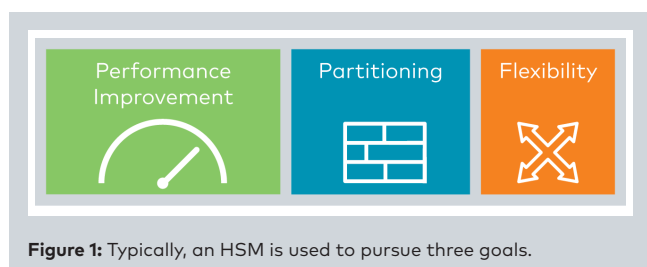 Performance
Improvement
Partitioning
Flexibility
Figure 1: Typically, an HSM is used to pursue three goals.